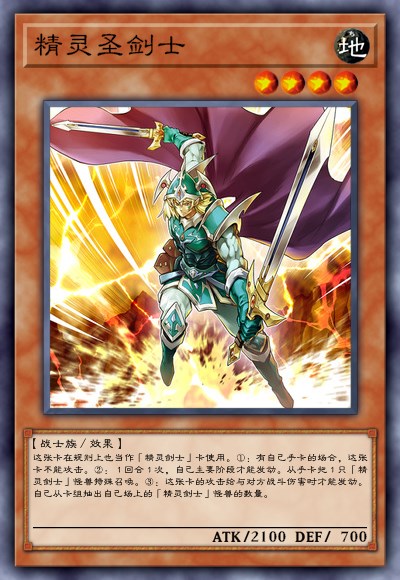 精灵圣剑士
地
【战士族/效果】
这张卡在规则上也当作「精灵剑士」卡使用。①：有自己手卡的场合，这张
卡不能攻击。②：1回合1次，自己主要阶段才能发动。从手卡把1只「精灵
剑士」怪兽特殊召唤。③：这张卡的攻击给与对方战斗伤害时才能发动。
自己从卡组抽出自己场上的「精灵剑士」怪兽的数量。
ATK/2100 DEF/ 700